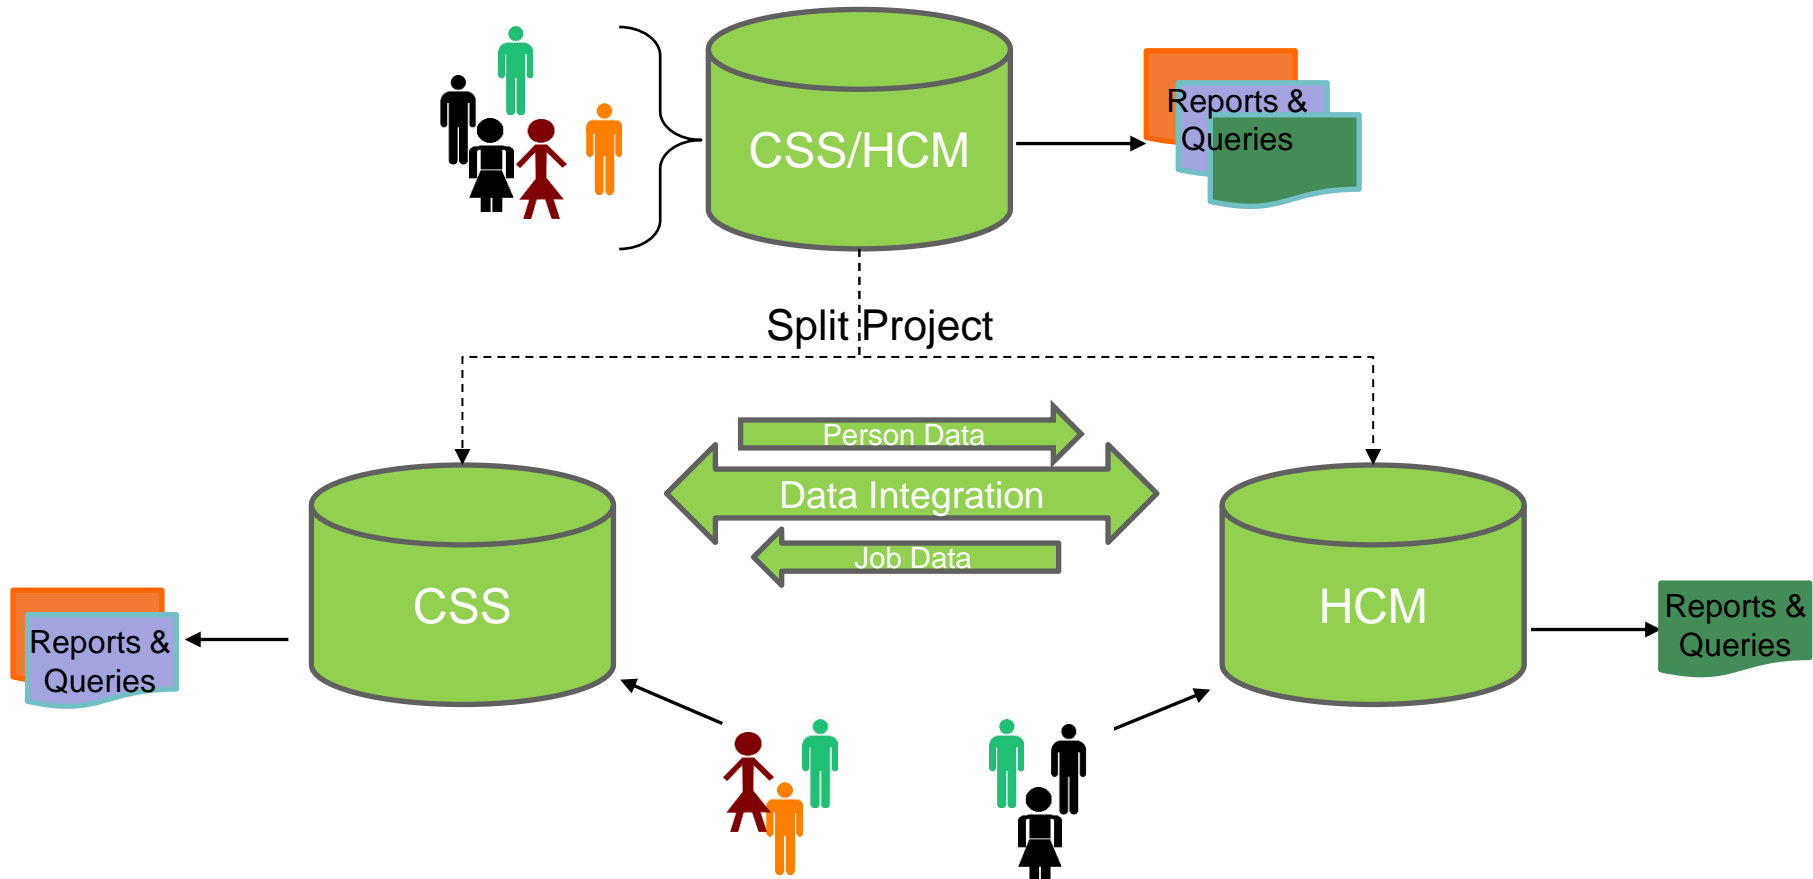 CSS/HCM
Reports &
Queries
Split Project
Person Data
Data Integration
Job Data
CSS
HCM
Reports &
Queries
Reports &
Queries